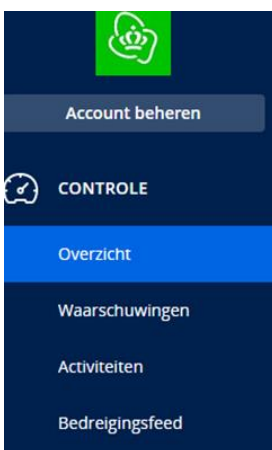 Account beheren
CONTROLE
Overzicht
Waarschuwingen
Activiteiten
Bedreigingsfeed